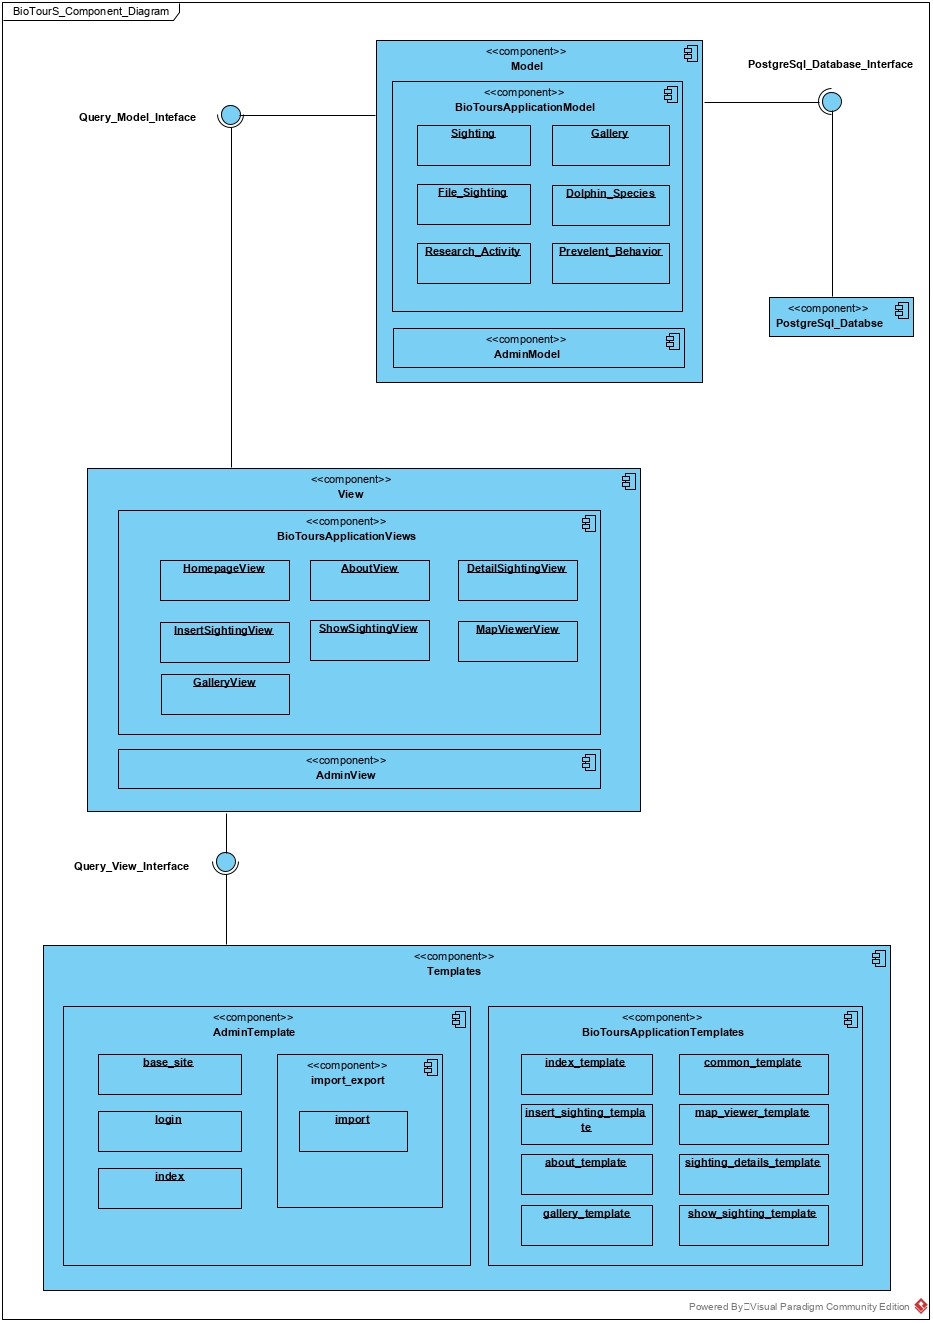 BioTourS_Component_Diagram
<<component>>
Model
PostgreSql_Database_Interface
Query_Model_Inteface
<<component>>
BioToursApplicationModel
Sighting
Gallery
File_Sighting
Dolphin_Species
Research_Activity
Prevelent_Behavior
<<component>>
PostgreSql_Databse
<<component>>
AdminModel
<<component>>
View
<<component>>
BioToursApplicationViews
HomepageView
AboutView
DetailSightingView
InsertSightingView
ShowSightingView
MapViewerView
GalleryView
<<component>>
AdminView
Query_View_Interface
<<component>>
Templates
<<component>>
AdminTemplate
base_site
login
index
<<component>>
import_export
import
<<component>>
BioToursApplicationTemplates
index_template
common_template
insert_sighting_templa
te
map_viewer_template
about_template
sighting_details_template
gallery_template
show_sighting_template
Powered By Visual Paradigm Community Edition